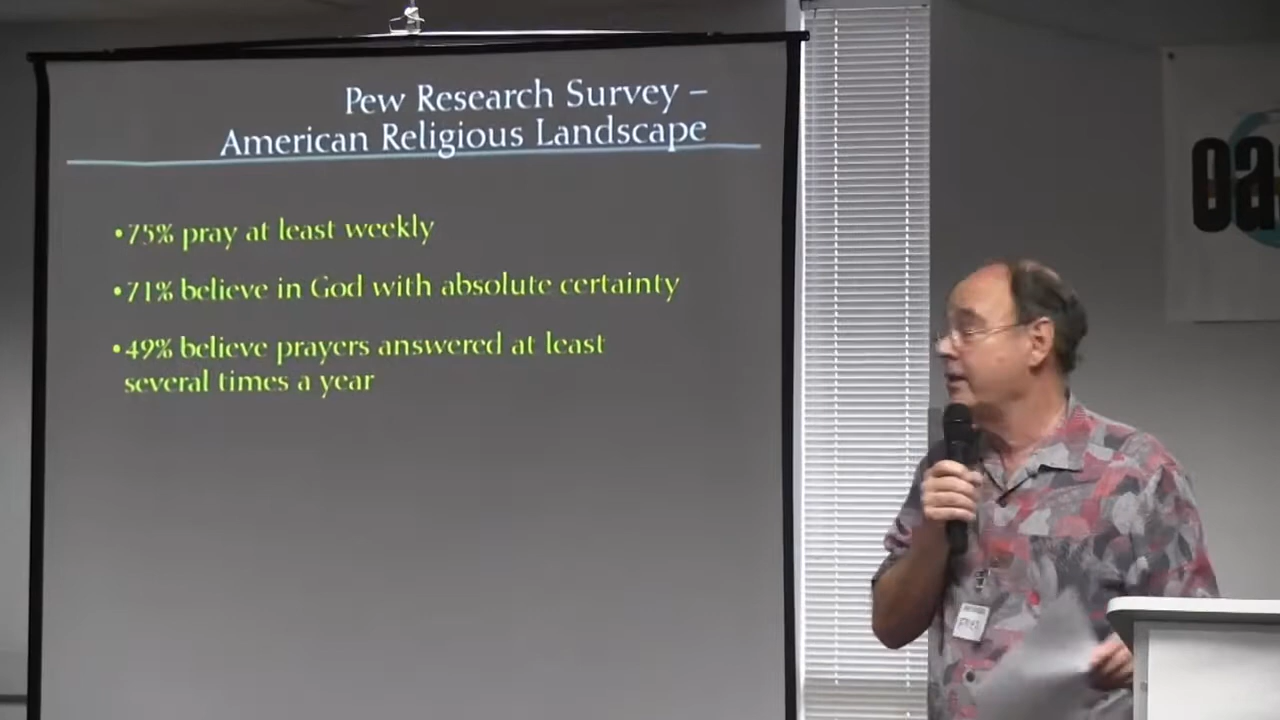 Pew Research Survey –
American Religious Landscape
•75% pray at least weekly
•71% believe in God with absolute certainty
•49% believe prayers answered at least
several times a year